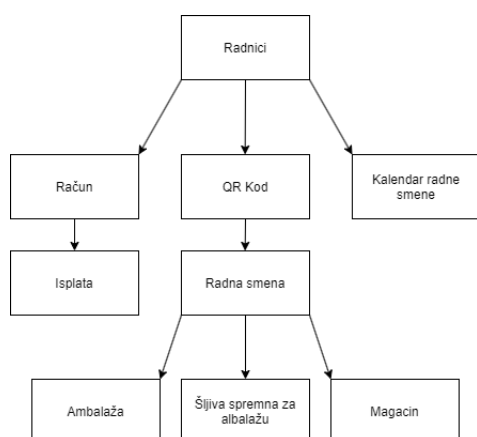 Radnici
Račun
QR Kod
Kalendar radne
smene
Isplata
Radna smena
Ambalaža
Šljiva spremna za
albalažu
Magacin